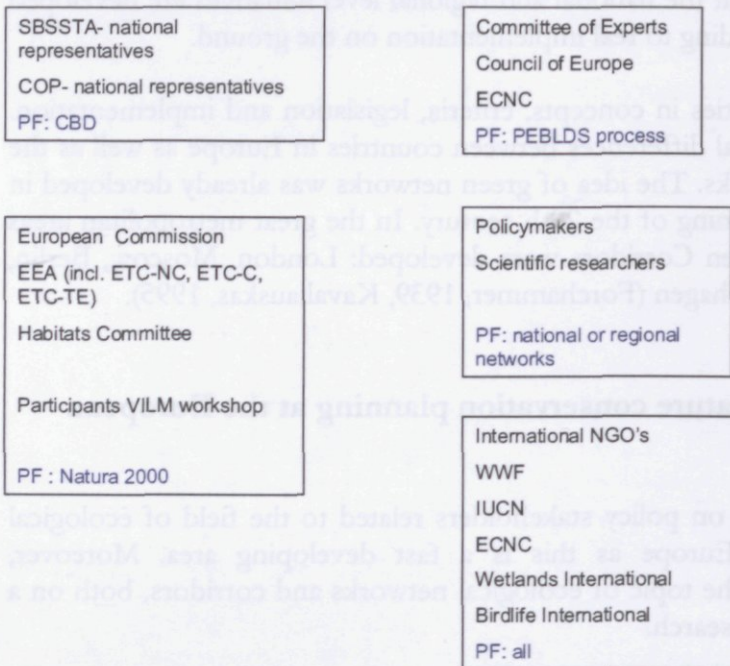 SBSSTA- national
representatives
COP- national representatives
PF: CBD
Committee of Experts
Council of Europe
ECNC
PF: PEBLDS process
European Commission
EEA (incl. ETC-NC, ETC-C,
ETC-TE)
Habitats Committee
Participants VILM workshop
PF : Natura 2000
Policymakers
Scientific researchers
PF: national or regional
networks
International NGO's
WWF
IUCN
ECNC
Wetlands International
Birdlife International
PF: all